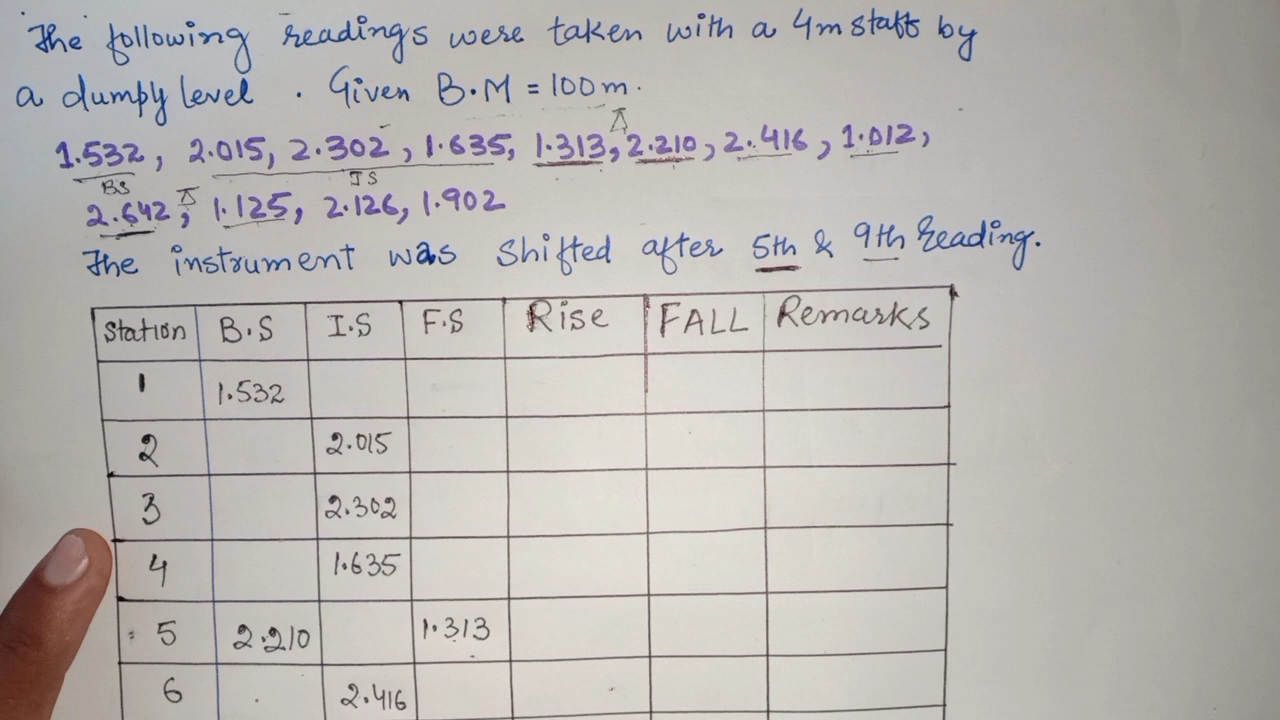 The following readings were taken with a 4m staff by
a dumpy level . Given B.M = 100m.
1.532, 2.015, 2.302, 1.635, 1.313, 2.210, 2.416, 1.012,
BS IS
2.642, 1.125, 2.126, 1.902
The instrument was shifted after 5th & 9th reading.
Station B.S I.S F.S Rise FALL Remarks
1 1.532
2 2.015
3 2.302
4 1.635
5 2.210 1.313
6 2.416